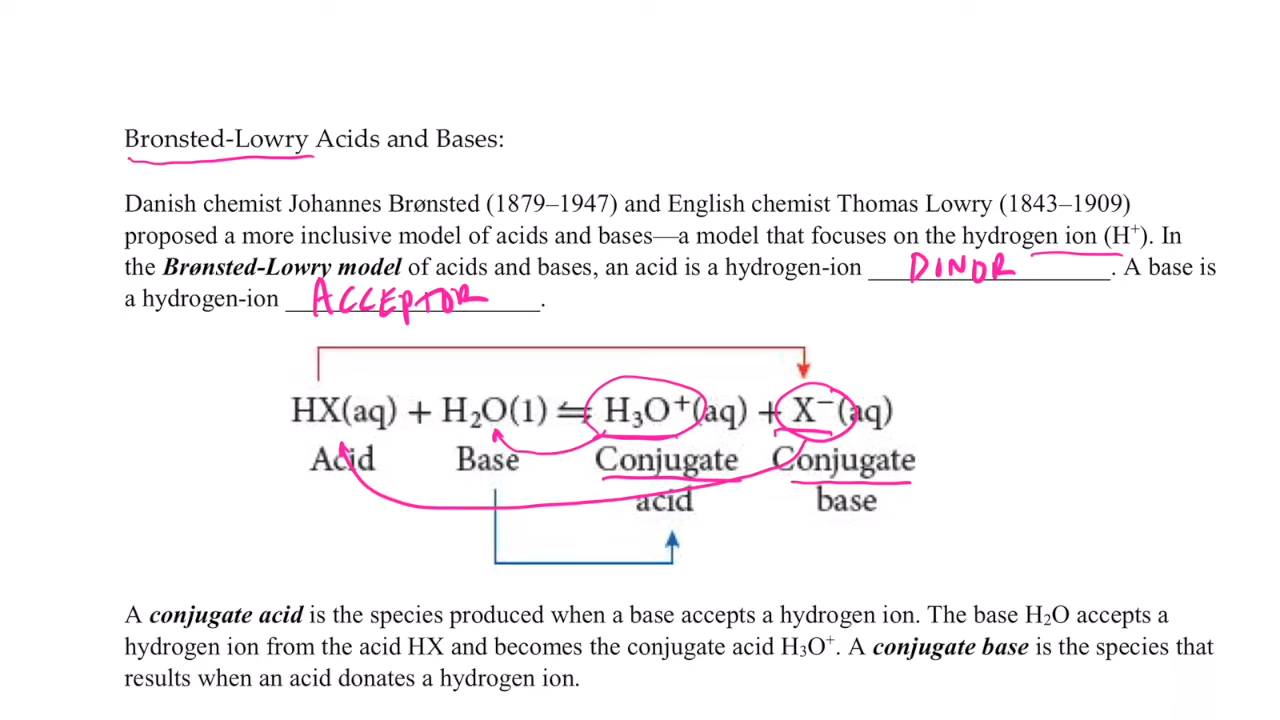 Bronsted-Lowry Acids and Bases:
Danish chemist Johannes Brønsted (1879–1947) and English chemist Thomas Lowry (1843–1909)
proposed a more inclusive model of acids and bases—a model that focuses on the hydrogen ion (H⁺). In
the Brønsted-Lowry model of acids and bases, an acid is a hydrogen-ion DINOR. A base is
a hydrogen-ion ACCEPTOR.
HX(aq) + H₂O(1) ⇋ H₃O⁺(aq) + X⁻(aq)
Acid Base Conjugate Conjugate
acid base
A conjugate acid is the species produced when a base accepts a hydrogen ion. The base H₂O accepts a
hydrogen ion from the acid HX and becomes the conjugate acid H₃O⁺. A conjugate base is the species that
results when an acid donates a hydrogen ion.